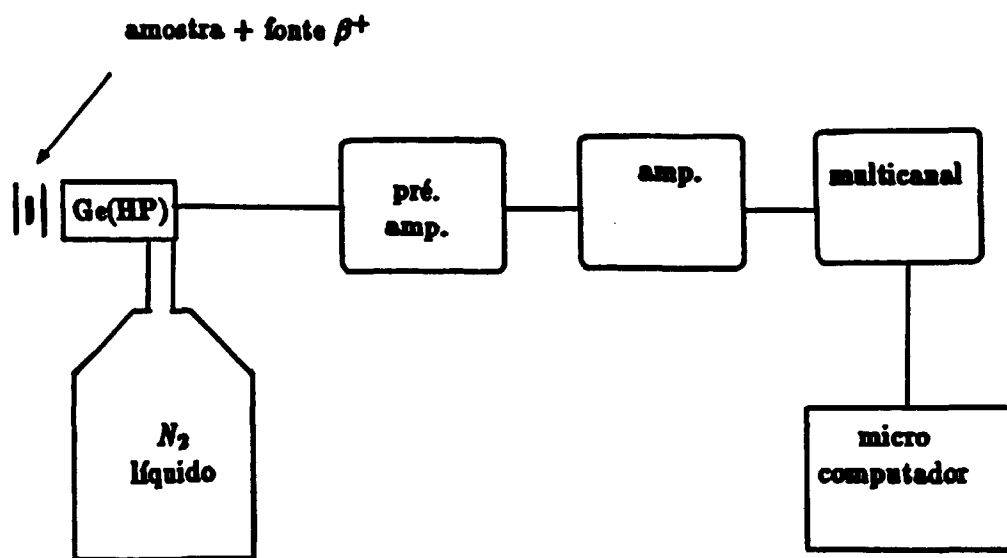 amostra + fonte β⁺
Ge(HP)
pré.
amp.
amp.
multicanal
N₂
líquido
micro
computador